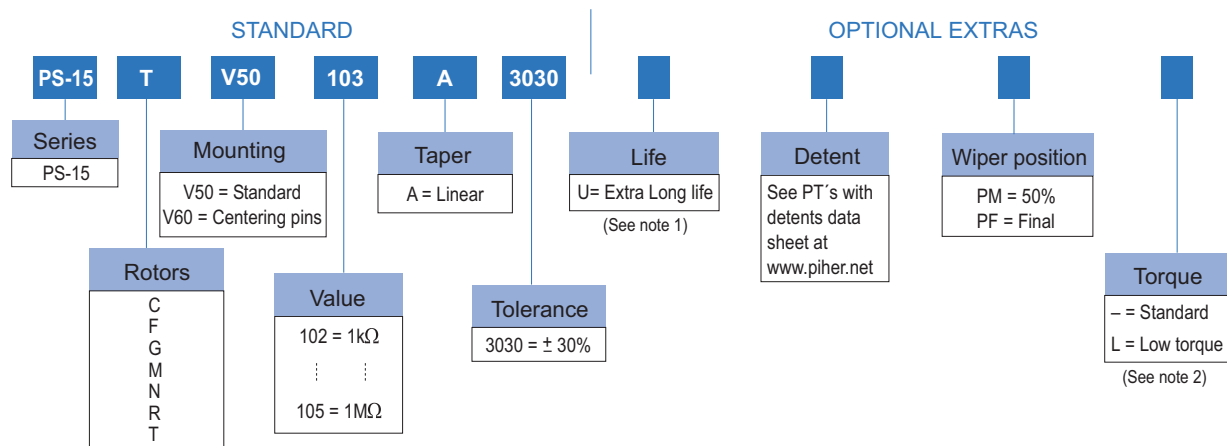 STANDARD
OPTIONAL EXTRAS
PS-15 T V50 103 A 3030
Series
PS-15
Mounting
V50 = Standard
V60 = Centering pins
Taper
A = Linear
Life
U= Extra Long life
(See note 1)
Detent
See PT´s with
detents data
sheet at
www.piher.net
Wiper position
PM = 50%
PF = Final
Rotors
C
F
G
M
N
R
T
Value
102 = 1kΩ
105 = 1MΩ
Tolerance
3030 = ± 30%
Torque
– = Standard
L = Low torque
(See note 2)